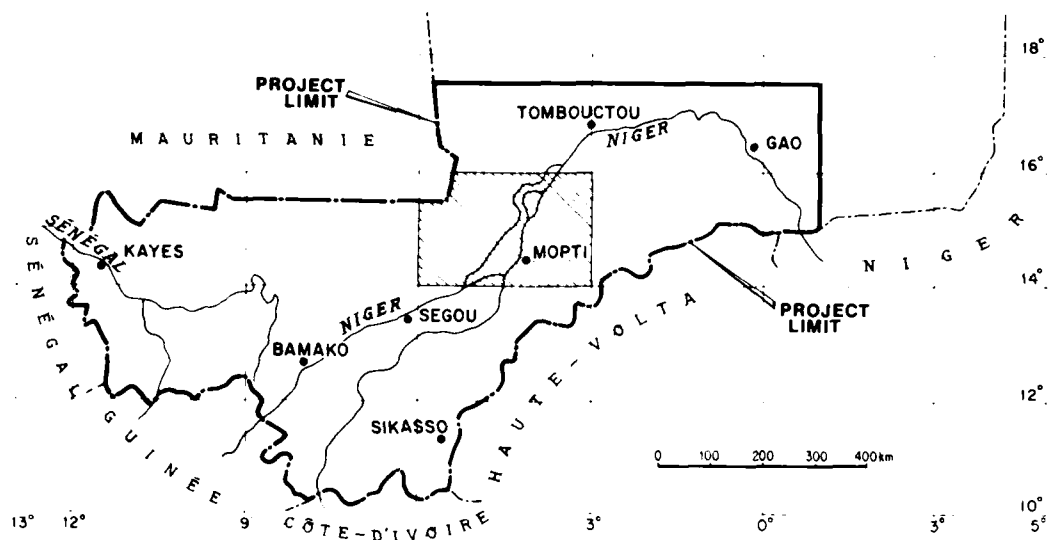 18°
PROJECT
LIMIT
TOMBOUCTOU
NIGER
GAO
MAURITANIE
16°
SÉNÉGAL
KAYES
MOPTI
NIGER
14°
SÉNÉGAL
NIGER
SEGOU
PROJECT
LIMIT
BAMAKO
HAUTE-VOLTA
12°
GUINÉE
SIKASSO
0 100 200 300 400km
CÔTE-D'IVOIRE
10°
13° 12° 9 3° 0° 3° 5°